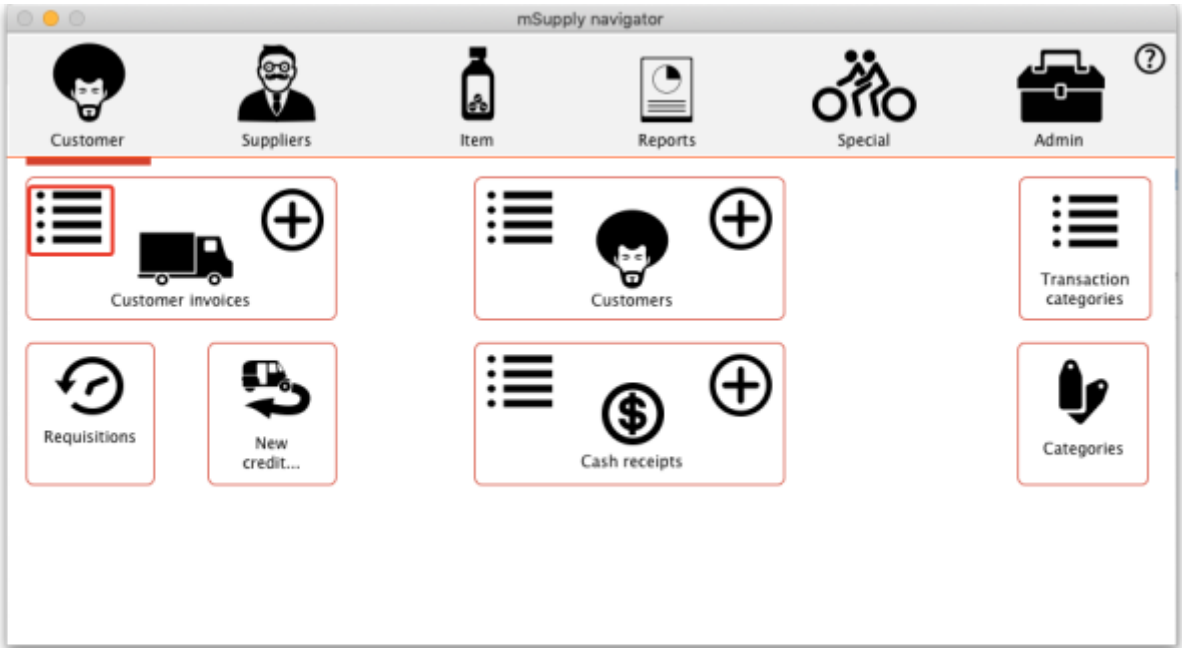 mSupply navigator
Customer
Suppliers
Item
Reports
Special
Admin
?
Customer invoices
Customers
Transaction
categories
Requisitions
New
credit...
$
Cash receipts
Categories